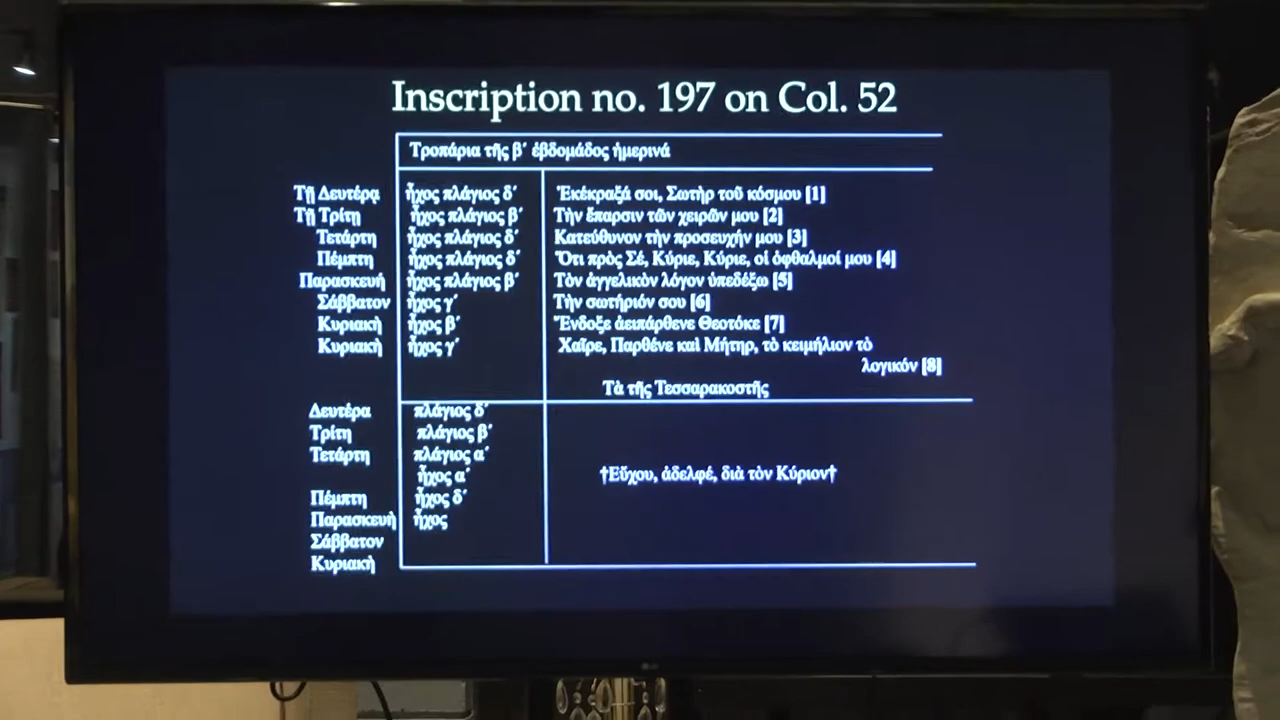 Inscription no. 197 on Col. 52
Τροπάρια τῆς β΄ ἑβδομάδος ἡμερινά
Τῇ Δευτέρᾳ ἦχος πλάγιος δ΄ Ἐκέκραξά σοι, Σωτὴρ τοῦ κόσμου [1]
Τῇ Τρίτῃ ἦχος πλάγιος β΄ Τὴν ἔπαρσιν τῶν χειρῶν μου [2]
Τετάρτη ἦχος πλάγιος δ΄ Κατεύθυνον τὴν προσευχήν μου [3]
Πέμπτη ἦχος πλάγιος δ΄ Ὅτι πρὸς Σέ, Κύριε, Κύριε, οἱ ὀφθαλμοί μου [4]
Παρασκευή ἦχος πλάγιος β΄ Τὸν ἀγγελικὸν λόγον ὑπεδέξω [5]
Σάββατον ἦχος γ΄ Τὴν σωτήριόν σου [6]
Κυριακὴ ἦχος β΄ Ἔνδοξε ἀειπάρθενε Θεοτόκε [7]
Κυριακὴ ἦχος γ΄ Χαῖρε, Παρθένε καὶ Μήτηρ, τὸ κειμήλιον τὸ
λογικόν [8]
Τὰ τῆς Τεσσαρακοστῆς
Δευτέρα πλάγιος δ΄
Τρίτη πλάγιος β΄
Τετάρτη πλάγιος α΄
ἦχος α΄ †Εὔχου, ἀδελφέ, διὰ τὸν Κύριον†
Πέμπτη ἦχος δ΄
Παρασκευὴ ἦχος
Σάββατον
Κυριακὴ
LG